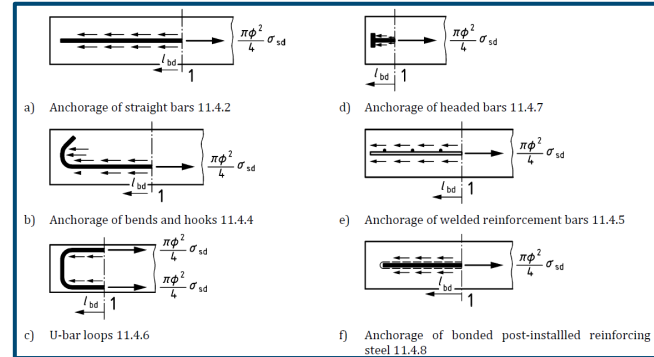 πϕ²/4 σsd
lbd
1
a) Anchorage of straight bars 11.4.2
πϕ²/4 σsd
lbd
1
b) Anchorage of bends and hooks 11.4.4
πϕ²/4 σsd
πϕ²/4 σsd
lbd
1
c) U-bar loops 11.4.6
πϕ²/4 σsd
lbd
1
d) Anchorage of headed bars 11.4.7
πϕ²/4 σsd
lbd
1
e) Anchorage of welded reinforcement bars 11.4.5
πϕ²/4 σsd
lbd
1
f) Anchorage of bonded post-installled reinforcing
steel 11.4.8